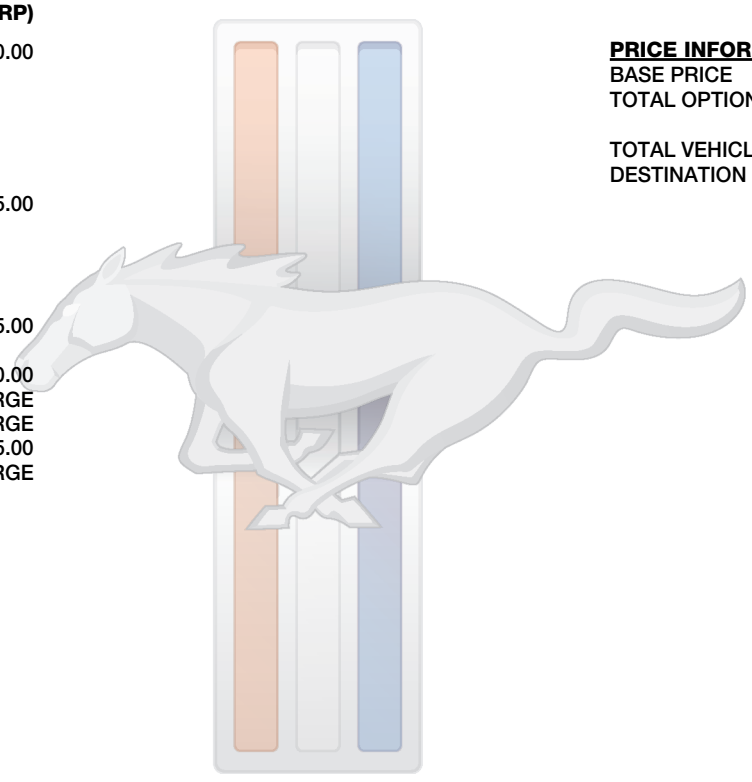 RP)
0.00
5.00
5.00
0.00
RGE
RGE
5.00
RGE
PRICE INFOR
BASE PRICE
TOTAL OPTION
TOTAL VEHICL
DESTINATION